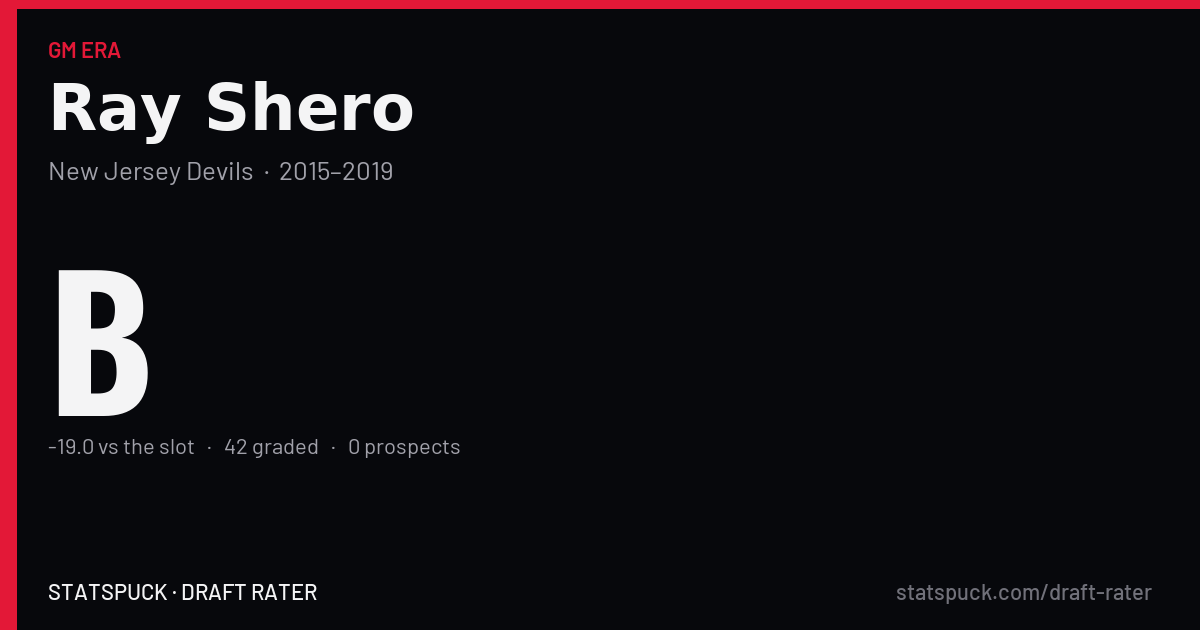 GM ERA
Ray Shero
New Jersey Devils · 2015–2019
B
-19.0 vs the slot · 42 graded · 0 prospects
STATSPUCK · DRAFT RATER
statspuck.com/draft-rater